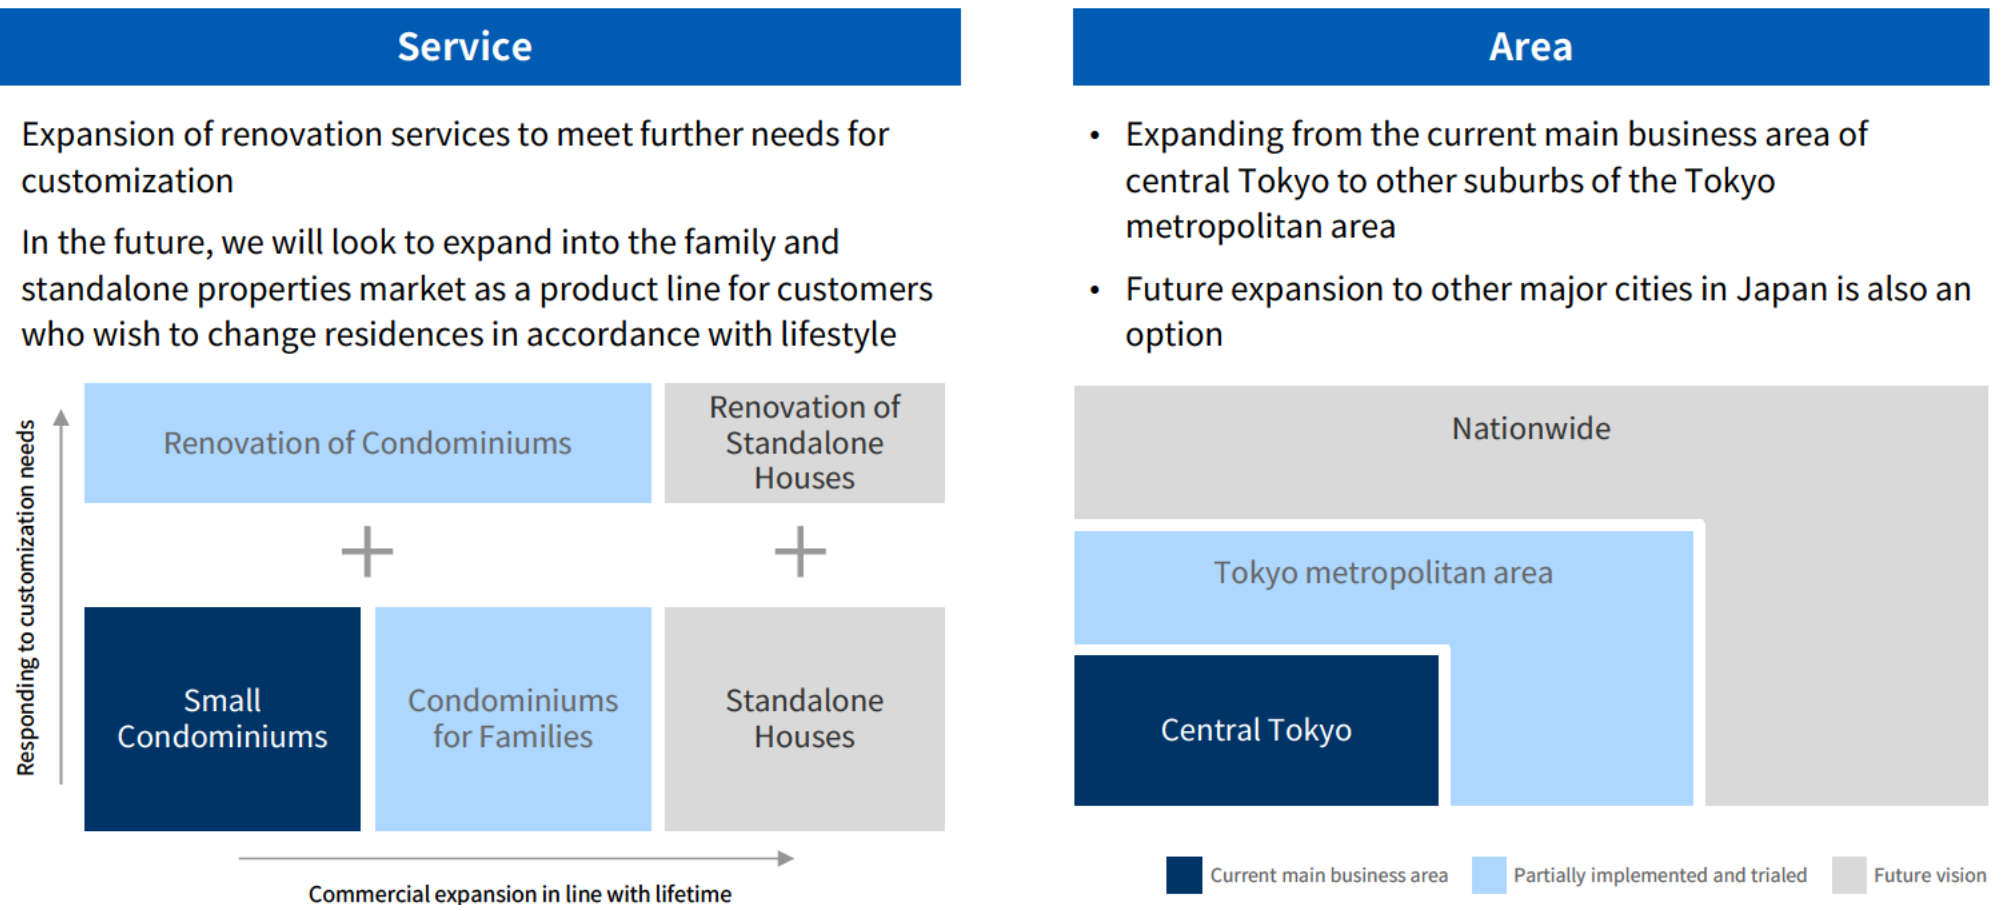 Service
Expansion of renovation services to meet further needs for
customization
In the future, we will look to expand into the family and
standalone properties market as a product line for customers
who wish to change residences in accordance with lifestyle
Responding to customization needs
Renovation of Condominiums
Renovation of
Standalone
Houses
+
+
Small
Condominiums
Condominiums
for Families
Standalone
Houses
Commercial expansion in line with lifetime
Area
• Expanding from the current main business area of
central Tokyo to other suburbs of the Tokyo
metropolitan area
• Future expansion to other major cities in Japan is also an
option
Nationwide
Tokyo metropolitan area
Central Tokyo
Current main business area
Partially implemented and trialed
Future vision